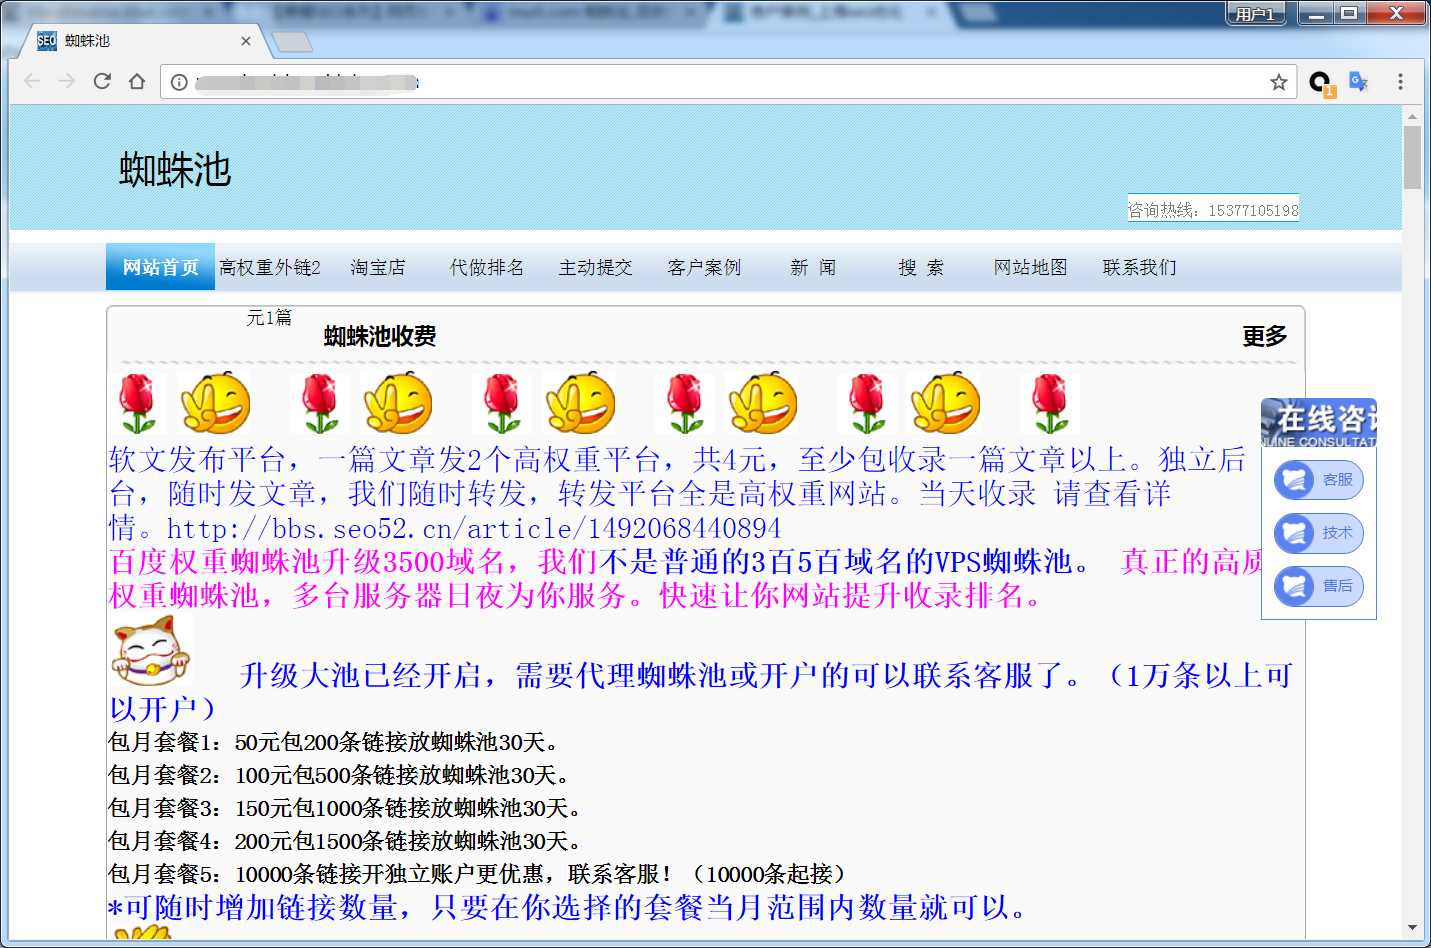 用户1
SEO 蜘蛛池
1
蜘蛛池
咨询热线：15377105198
网站首页 高权重外链2 淘宝店 代做排名 主动提交 客户案例 新 闻 搜 索 网站地图 联系我们
元1篇
蜘蛛池收费 更多
软文发布平台，一篇文章发2个高权重平台，共4元，至少包收录一篇文章以上。独立后
台，随时发文章，我们随时转发，转发平台全是高权重网站。当天收录 请查看详
情。http://bbs.seo52.cn/article/1492068440894
百度权重蜘蛛池升级3500域名，我们不是普通的3百5百域名的VPS蜘蛛池。 真正的高质
权重蜘蛛池，多台服务器日夜为你服务。快速让你网站提升收录排名。
升级大池已经开启，需要代理蜘蛛池或开户的可以联系客服了。（1万条以上可
以开户）
包月套餐1：50元包200条链接放蜘蛛池30天。
包月套餐2：100元包500条链接放蜘蛛池30天。
包月套餐3：150元包1000条链接放蜘蛛池30天。
包月套餐4：200元包1500条链接放蜘蛛池30天。
包月套餐5：10000条链接开独立账户更优惠，联系客服！（10000条起接）
*可随时增加链接数量，只要在你选择的套餐当月范围内数量就可以。
在线咨
NLINE CONSULTAT
客服
技术
售后